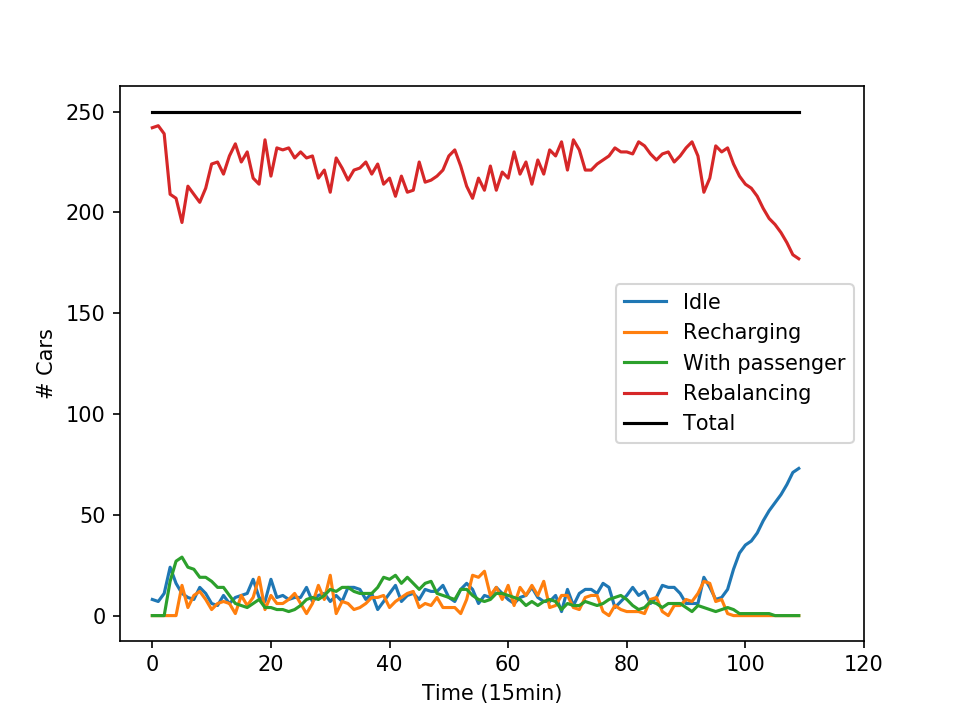 250
200
150
100
50
0
# Cars
Idle
Recharging
With passenger
Rebalancing
Total
0 20 40 60 80 100 120
Time (15min)